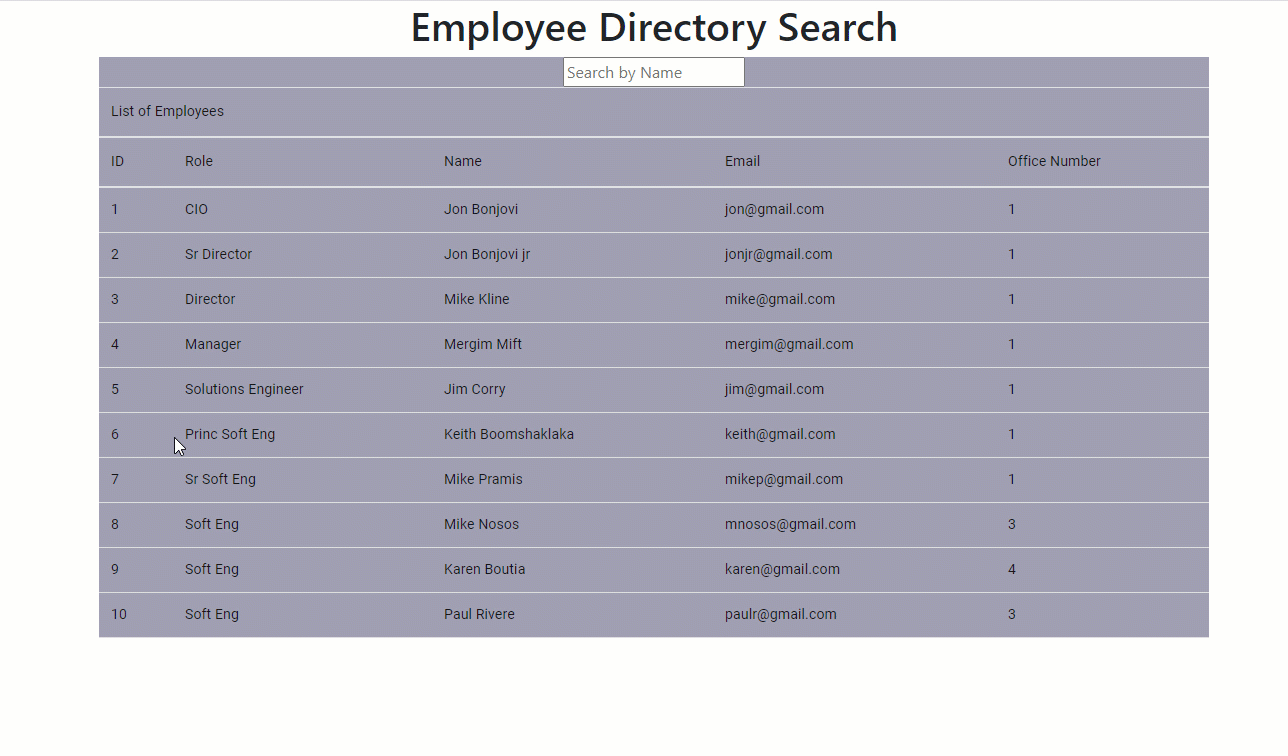 Employee Directory Search
Search by Name
List of Employees
ID Role Name Email Office Number
1 CIO Jon Bonjovi jon@gmail.com 1
2 Sr Director Jon Bonjovi jr jonjr@gmail.com 1
3 Director Mike Kline mike@gmail.com 1
4 Manager Mergim Mift mergim@gmail.com 1
5 Solutions Engineer Jim Corry jim@gmail.com 1
6 Princ Soft Eng Keith Boomshaklaka keith@gmail.com 1
7 Sr Soft Eng Mike Pramis mikep@gmail.com 1
8 Soft Eng Mike Nosos mnosos@gmail.com 3
9 Soft Eng Karen Boutia karen@gmail.com 4
10 Soft Eng Paul Rivere paulr@gmail.com 3